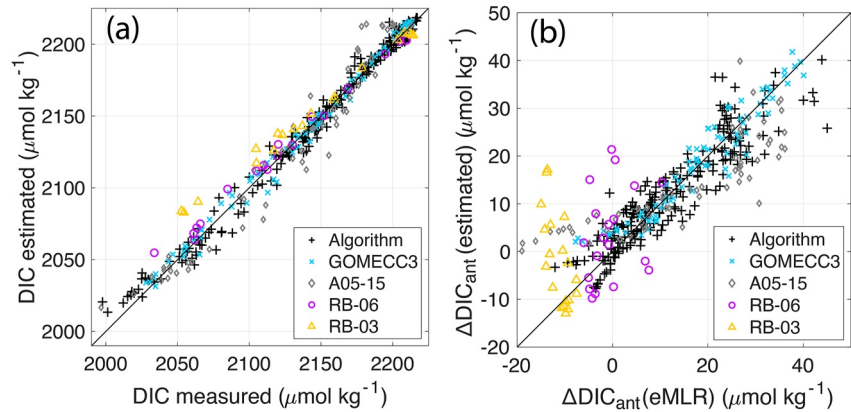 (a)
DIC estimated (μmol kg⁻¹)
2200
2150
2100
2050
2000
2000 2050 2100 2150 2200
DIC measured (μmol kg⁻¹)
Algorithm
GOMECC3
A05-15
RB-06
RB-03
(b)
ΔDICant (estimated) (μmol kg⁻¹)
50
40
30
20
10
0
-10
-20
-20 0 20 40
ΔDICant(eMLR) (μmol kg⁻¹)
Algorithm
GOMECC3
A05-15
RB-06
RB-03